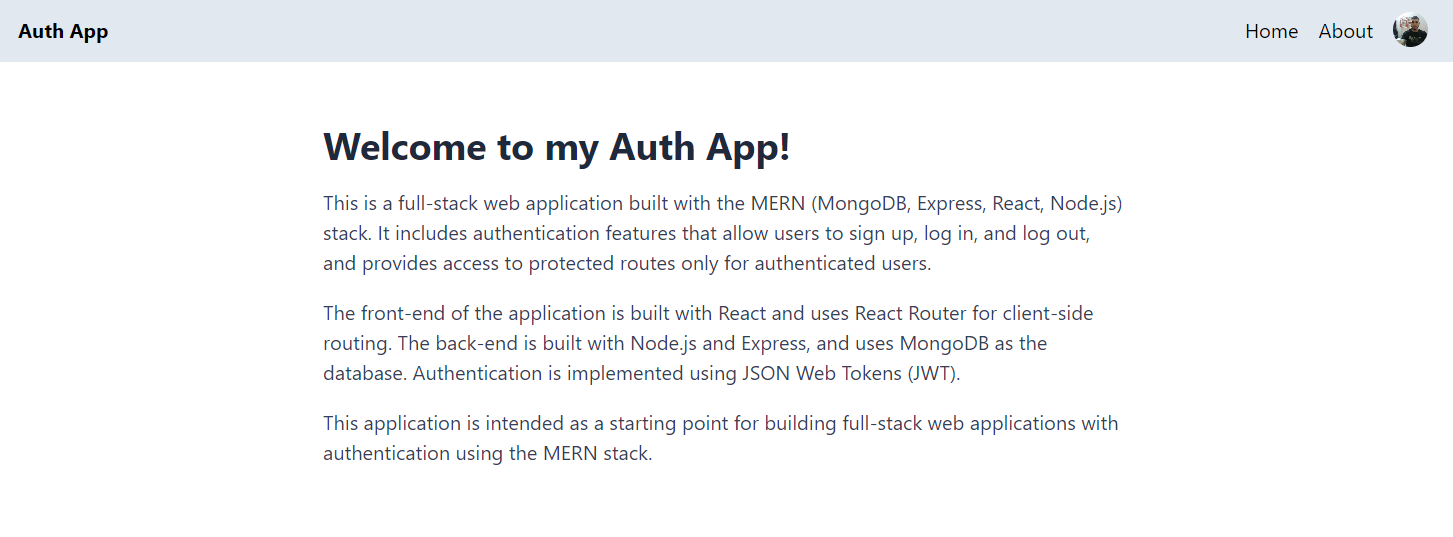 Auth App
Home
About
Welcome to my Auth App!
This is a full-stack web application built with the MERN (MongoDB, Express, React, Node.js)
stack. It includes authentication features that allow users to sign up, log in, and log out,
and provides access to protected routes only for authenticated users.
The front-end of the application is built with React and uses React Router for client-side
routing. The back-end is built with Node.js and Express, and uses MongoDB as the
database. Authentication is implemented using JSON Web Tokens (JWT).
This application is intended as a starting point for building full-stack web applications with
authentication using the MERN stack.